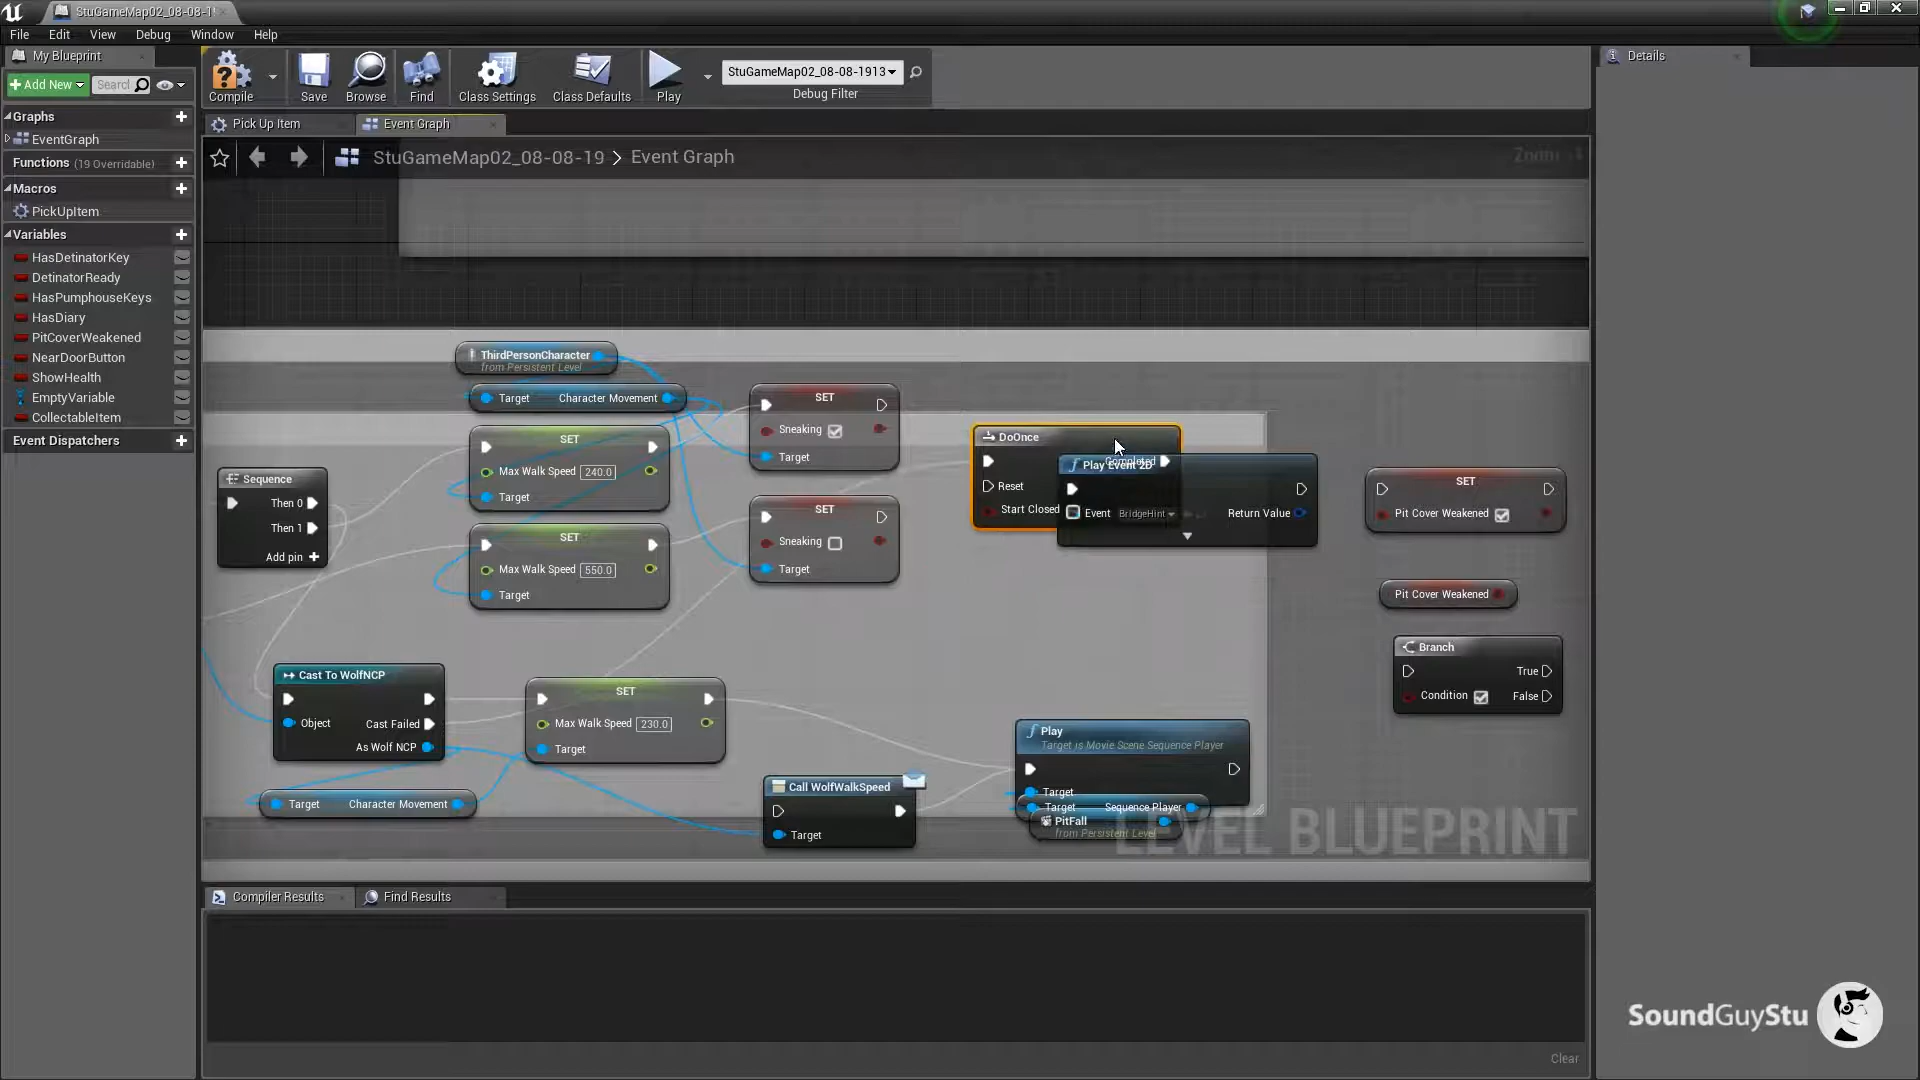 StuGameMap02_08-08-1
File Edit View Debug Window Help
My Blueprint
Details
Add New
Search
Compile
Save
Browse
Find
Class Settings
Class Defaults
Play
StuGameMap02_08-08-1913
Debug Filter
Graphs
EventGraph
Functions (19 Overridable)
Macros
PickUpItem
Variables
HasDetinatorKey
DetinatorReady
HasPumphouseKeys
HasDiary
PitCoverWeakened
NearDoorButton
ShowHealth
EmptyVariable
CollectableItem
Event Dispatchers
Pick Up Item
Event Graph
StuGameMap02_08-08-19 > Event Graph
Zoom
ThirdPersonCharacter
from Persistent Level
Target Character Movement
SET
Max Walk Speed 240.0
Target
SET
Max Walk Speed 550.0
Target
SET
Sneaking
Target
SET
Sneaking
Target
Sequence
Then 0
Then 1
Add pin
DoOnce
Completed
Reset
Start Closed
Play Event 2D
Event BridgeHint
Return Value
SET
Pit Cover Weakened
Pit Cover Weakened
Branch
True
Condition
False
Cast To WolfNCP
Object
Cast Failed
As Wolf NCP
Target Character Movement
SET
Max Walk Speed 230.0
Target
Call WolfWalkSpeed
Target
Play
Target is Movie Scene Sequence Player
Target
Target Sequence Player
PitFall
from Persistent Level
LEVEL BLUEPRINT
Compiler Results
Find Results
Clear
SoundGuyStu